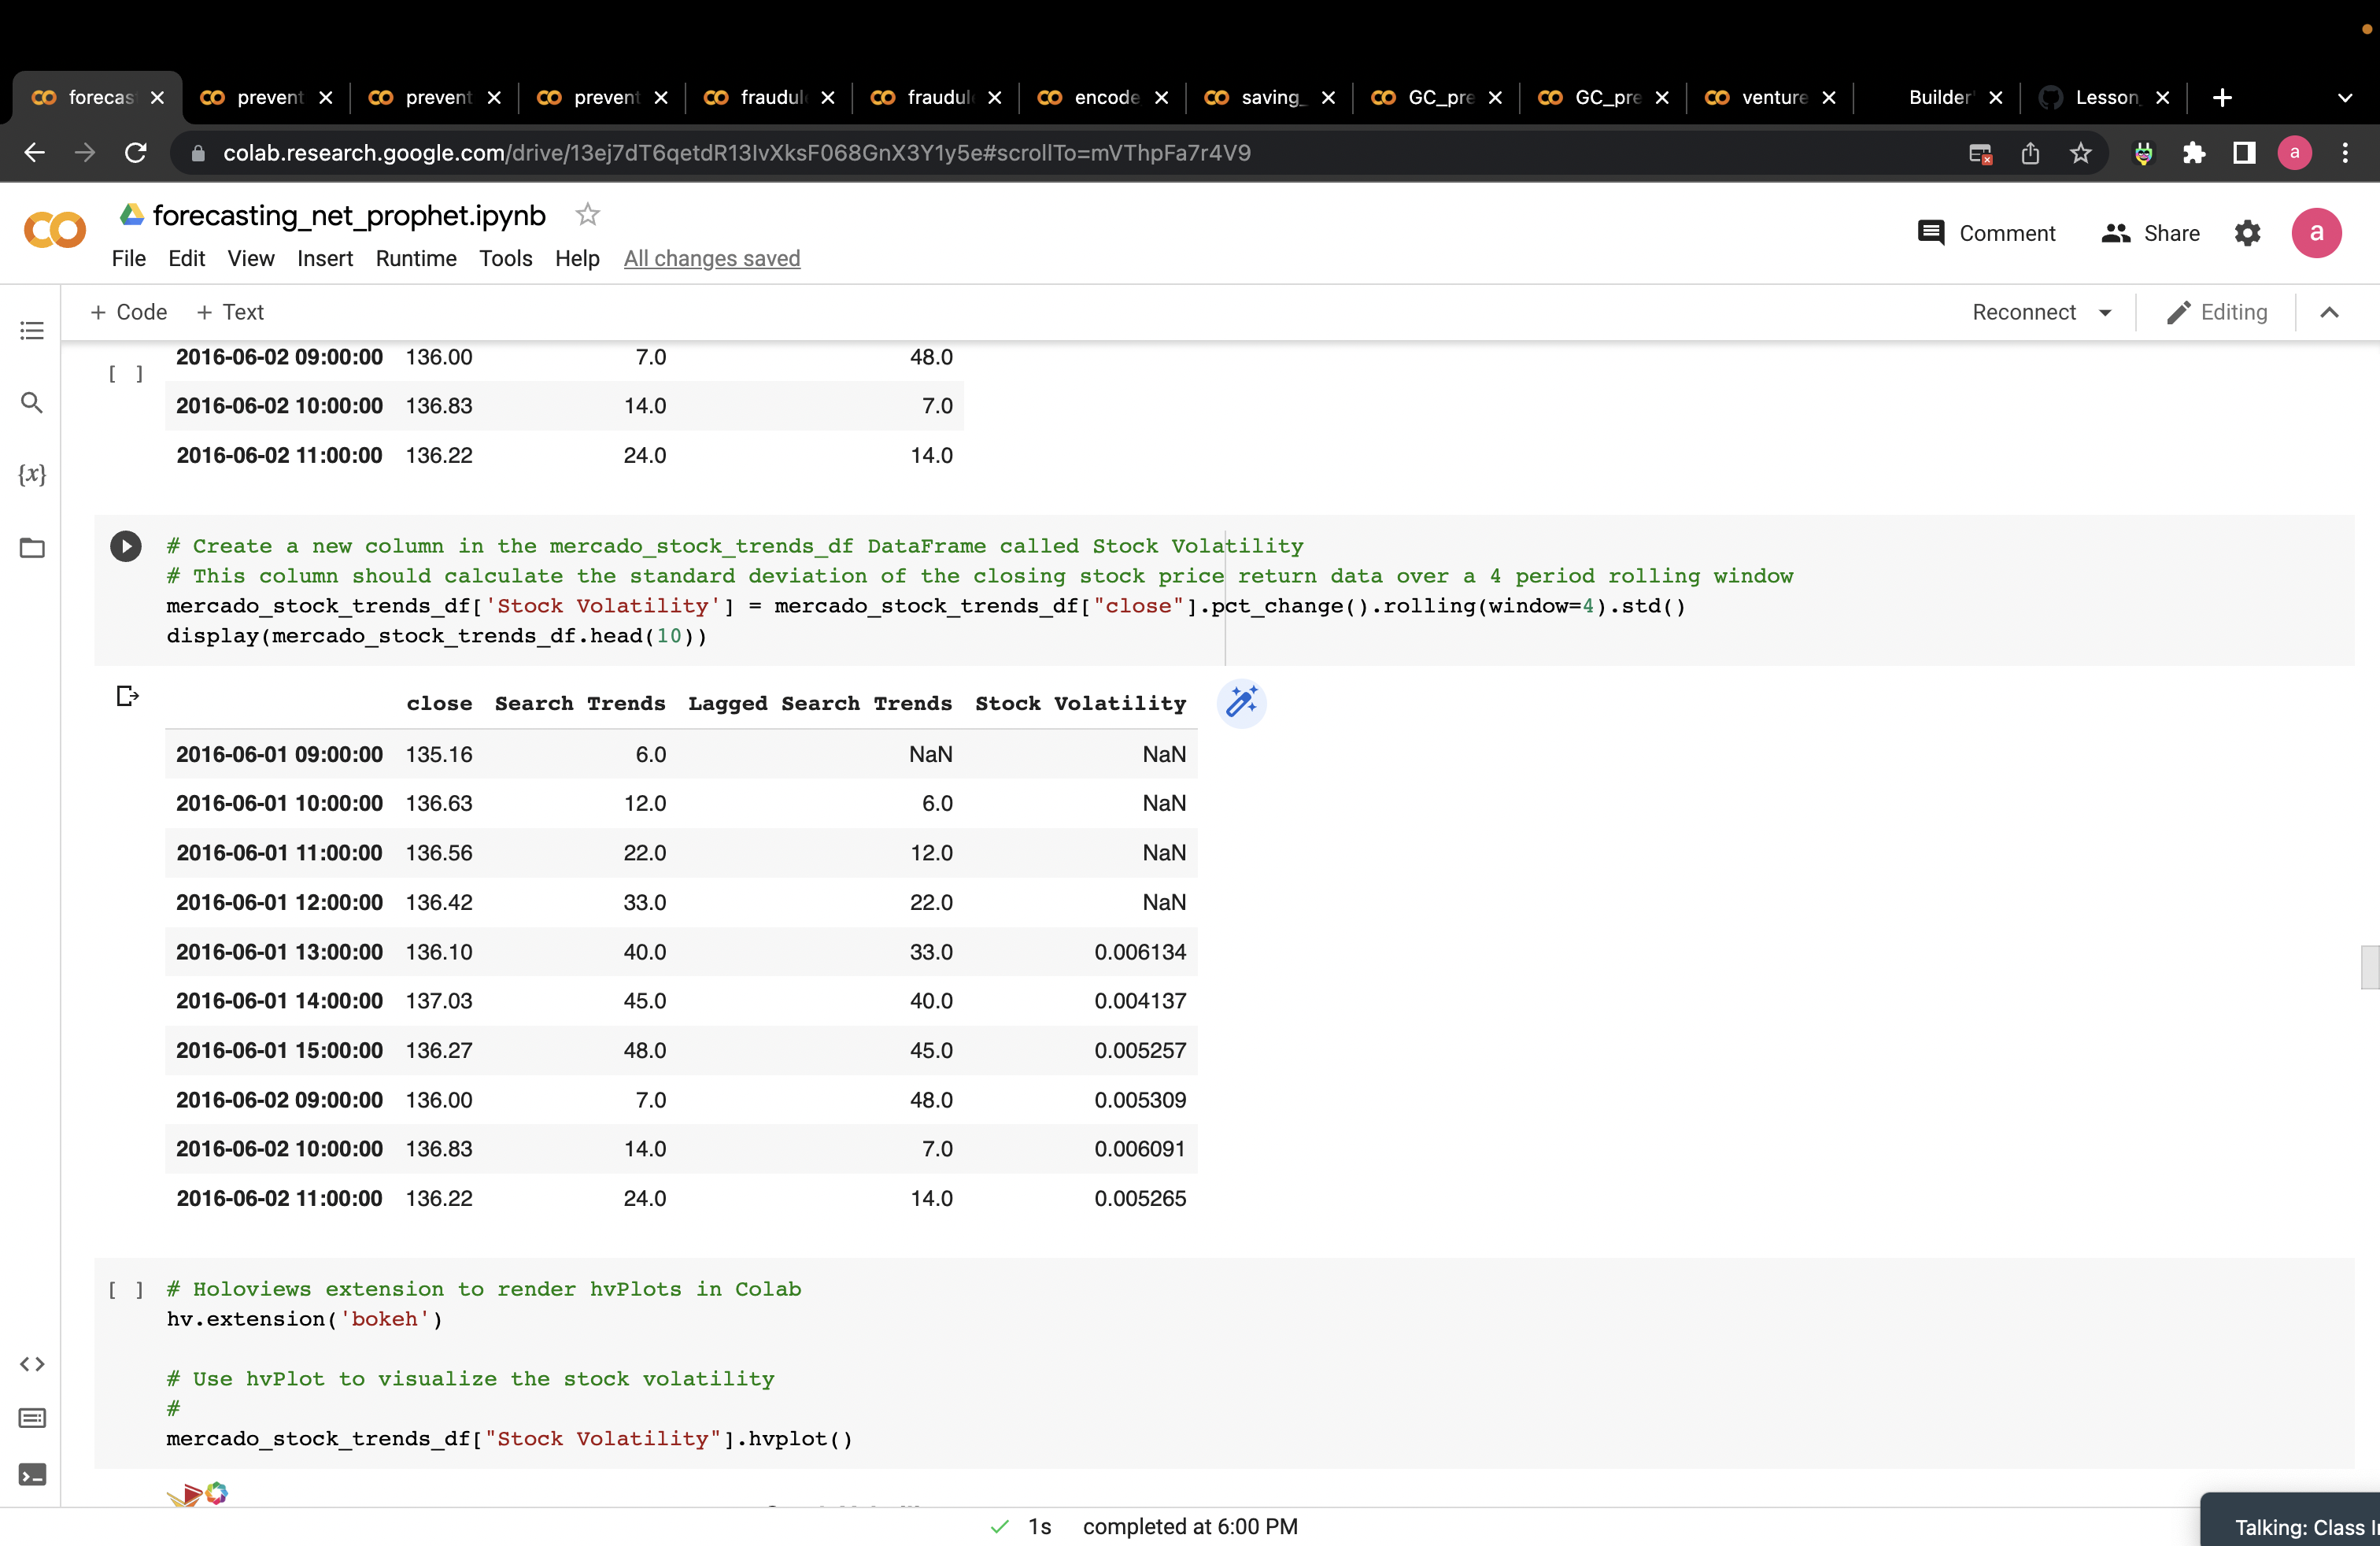 forecas prevent prevent prevent fraudul fraudul encode saving_ GC_pre GC_pre venture Builder' Lesson_
colab.research.google.com/drive/13ej7dT6qetdR13IvXksF068GnX3Y1y5e#scrollTo=mVThpFa7r4V9 a
forecasting_net_prophet.ipynb
Comment Share a
File Edit View Insert Runtime Tools Help All changes saved
+ Code + Text Reconnect Editing
[ ] 2016-06-02 09:00:00 136.00 7.0 48.0
2016-06-02 10:00:00 136.83 14.0 7.0
2016-06-02 11:00:00 136.22 24.0 14.0
{x}
# Create a new column in the mercado_stock_trends_df DataFrame called Stock Volatility
# This column should calculate the standard deviation of the closing stock price return data over a 4 period rolling window
mercado_stock_trends_df['Stock Volatility'] = mercado_stock_trends_df["close"].pct_change().rolling(window=4).std()
display(mercado_stock_trends_df.head(10))
close Search Trends Lagged Search Trends Stock Volatility
2016-06-01 09:00:00 135.16 6.0 NaN NaN
2016-06-01 10:00:00 136.63 12.0 6.0 NaN
2016-06-01 11:00:00 136.56 22.0 12.0 NaN
2016-06-01 12:00:00 136.42 33.0 22.0 NaN
2016-06-01 13:00:00 136.10 40.0 33.0 0.006134
2016-06-01 14:00:00 137.03 45.0 40.0 0.004137
2016-06-01 15:00:00 136.27 48.0 45.0 0.005257
2016-06-02 09:00:00 136.00 7.0 48.0 0.005309
2016-06-02 10:00:00 136.83 14.0 7.0 0.006091
2016-06-02 11:00:00 136.22 24.0 14.0 0.005265
[ ] # Holoviews extension to render hvPlots in Colab
hv.extension('bokeh')
# Use hvPlot to visualize the stock volatility
#
mercado_stock_trends_df["Stock Volatility"].hvplot()
1s completed at 6:00 PM
Talking: Class